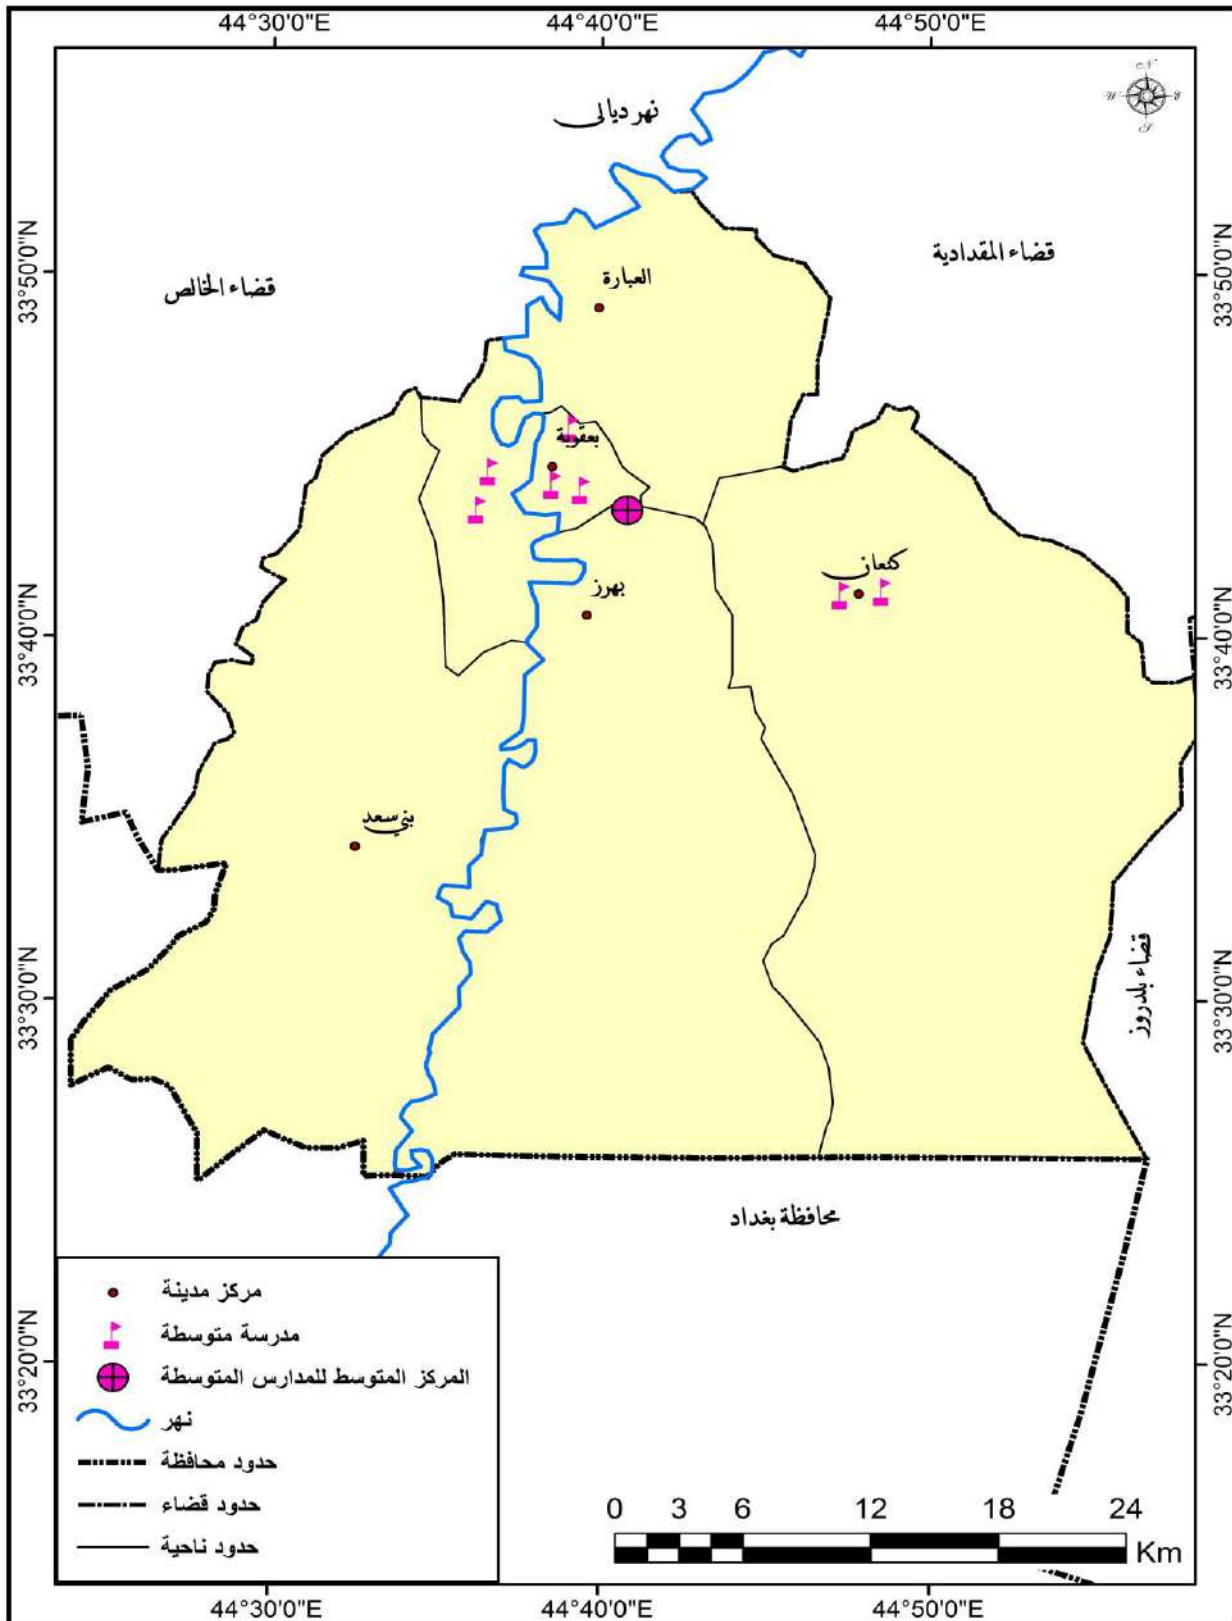 44°30'0"E
44°40'0"E
44°50'0"E
N
W
E
S
نهر ديالى
33°50'0"N
33°50'0"N
قضاء المقدادية
قضاء الخالص
العبارة
بعقوبة
كنعان
بهرز
33°40'0"N
33°40'0"N
بني سعد
قضاء بلدروز
33°30'0"N
33°30'0"N
محافظة بغداد
مركز مدينة
مدرسة متوسطة
المركز المتوسط للمدارس المتوسطة
نهر
حدود محافظة
حدود قضاء
حدود ناحية
33°20'0"N
33°20'0"N
0 3 6 12 18 24
Km
44°30'0"E
44°40'0"E
44°50'0"E